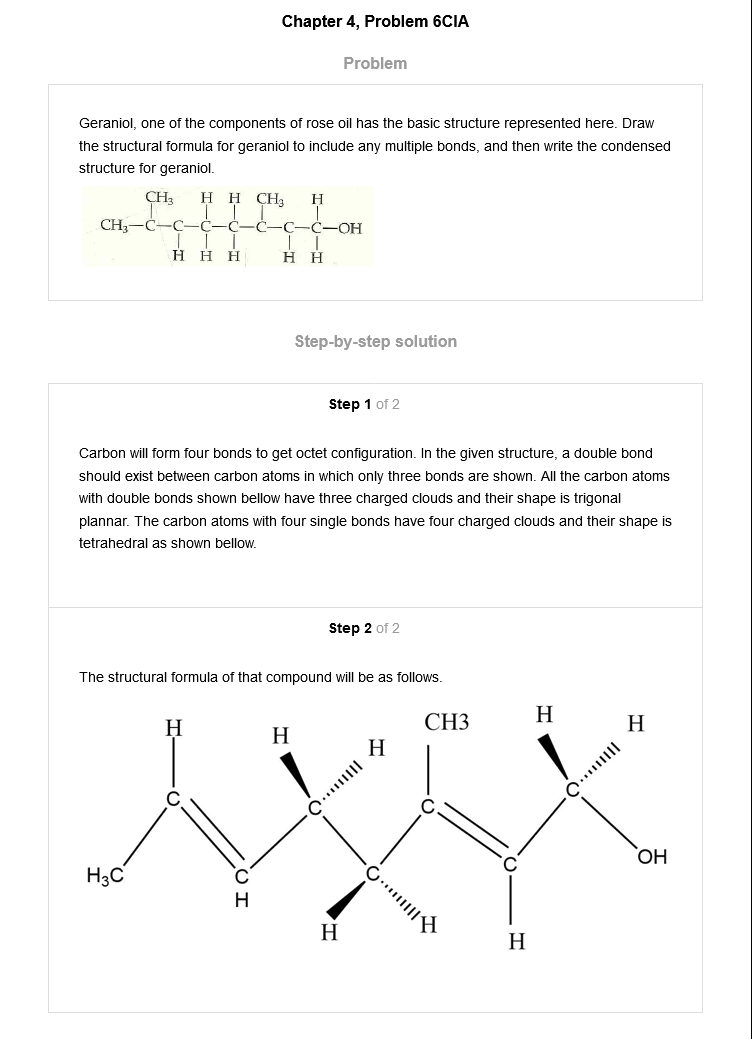 Chapter 4, Problem 6CIA
Problem
Geraniol, one of the components of rose oil has the basic structure represented here. Draw
the structural formula for geraniol to include any multiple bonds, and then write the condensed
structure for geraniol.
CH₃ H H CH₃ H
CH₃—C—C—C—C—C—C—C—OH
H H H H H
Step-by-step solution
Step 1 of 2
Carbon will form four bonds to get octet configuration. In the given structure, a double bond
should exist between carbon atoms in which only three bonds are shown. All the carbon atoms
with double bonds shown bellow have three charged clouds and their shape is trigonal
plannar. The carbon atoms with four single bonds have four charged clouds and their shape is
tetrahedral as shown bellow.
Step 2 of 2
The structural formula of that compound will be as follows.
H H H CH3 H H
C C C C
H₃C C C C OH
H H H H